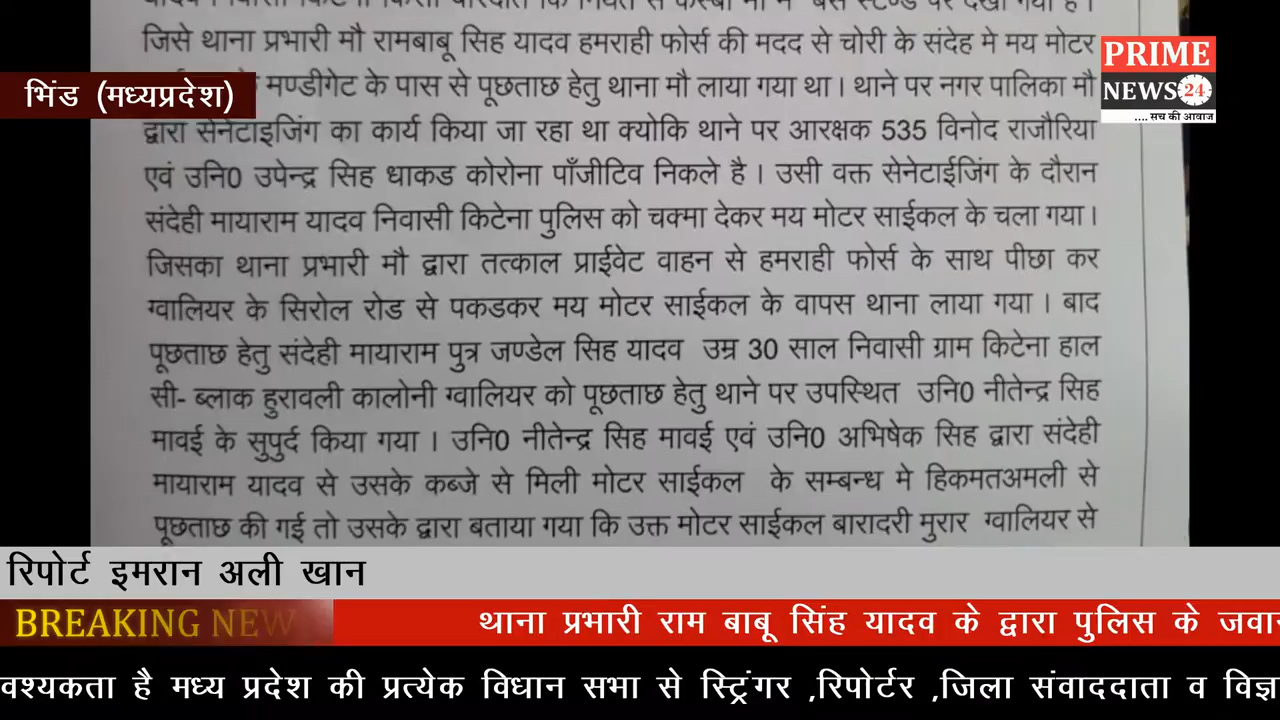 जिसे थाना प्रभारी मौ रामबाबू सिह यादव हमराही फोर्स की मदद से चोरी के संदेह मे मय मोटर
मण्डीगेट के पास से पूछताछ हेतु थाना मौ लाया गया था । थाने पर नगर पालिका मौ
द्वारा सेनेटाइजिंग का कार्य किया जा रहा था क्योकि थाने पर आरक्षक 535 विनोद राजौरिया
एवं उनि0 उपेन्द्र सिह धाकड कोरोना पाँजीटिव निकले है । उसी वक्त सेनेटाईजिंग के दौरान
संदेही मायाराम यादव निवासी किटेना पुलिस को चक्मा देकर मय मोटर साईकल के चला गया।
जिसका थाना प्रभारी मौ द्वारा तत्काल प्राईवेट वाहन से हमराही फोर्स के साथ पीछा कर
ग्वालियर के सिरोल रोड से पकडकर मय मोटर साईकल के वापस थाना लाया गया । बाद
पूछताछ हेतु संदेही मायाराम पुत्र जण्डेल सिह यादव उम्र 30 साल निवासी ग्राम किटेना हाल
सी- ब्लाक हुरावली कालोनी ग्वालियर को पूछताछ हेतु थाने पर उपस्थित उनि0 नीतेन्द्र सिह
मावई के सुपुर्द किया गया । उनि0 नीतेन्द्र सिह मावई एवं उनि0 अभिषेक सिह द्वारा संदेही
मायाराम यादव से उसके कब्जे से मिली मोटर साईकल के सम्बन्ध मे हिकमतअमली से
पूछताछ की गई तो उसके द्वारा बताया गया कि उक्त मोटर साईकल बारादरी मुरार ग्वालियर से
भिंड (मध्यप्रदेश)
PRIME
NEWS 24
....सच की आवाज
रिपोर्ट इमरान अली खान
BREAKING NEW
थाना प्रभारी राम बाबू सिंह यादव के द्वारा पुलिस के जवा
वश्यकता है मध्य प्रदेश की प्रत्येक विधान सभा से स्ट्रिंगर ,रिपोर्टर ,जिला संवाददाता व विज्ञ